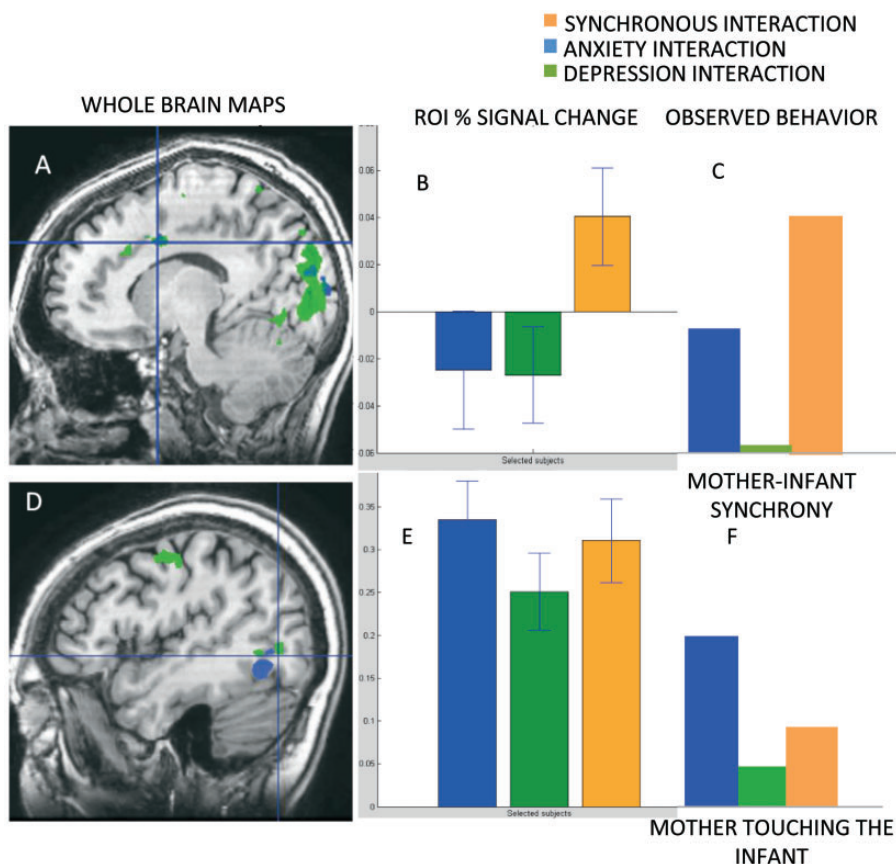 SYNCHRONOUS INTERACTION
ANXIETY INTERACTION
DEPRESSION INTERACTION
WHOLE BRAIN MAPS
ROI % SIGNAL CHANGE
OBSERVED BEHAVIOR
A
B
C
0.06
0.04
0.02
0
0.02
0.04
0.06
Selected subjects
MOTHER-INFANT
SYNCHRONY
D
E
F
0.35
0.3
0.25
0.2
0.15
0.1
0.05
0
Selected subjects
MOTHER TOUCHING THE
INFANT